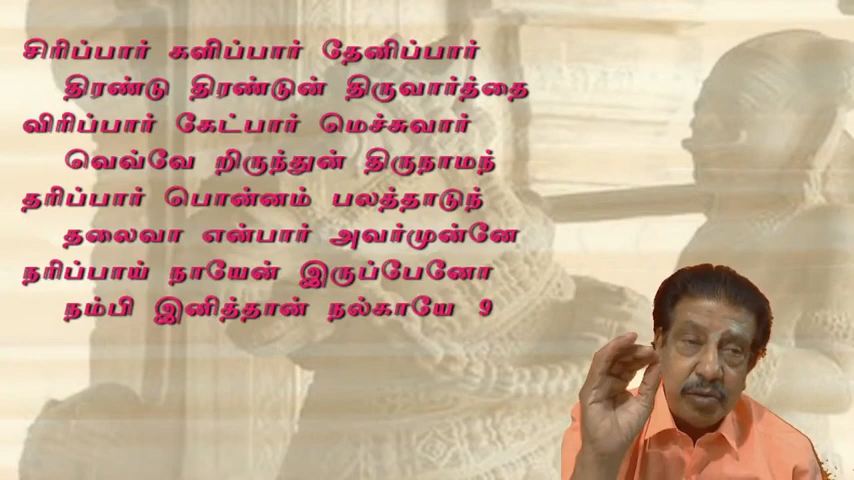 சிரிப்பார் களிப்பார் தேனிப்பார்
திரண்டு திரண்டுன் திருவார்த்தை
விரிப்பார் கேட்பார் மெச்சுவார்
வெவ்வே றிருந்துன் திருநாமந்
தரிப்பார் பொன்னம் பலத்தாடுந்
தலைவா என்பார் அவர்முன்னே
நரிப்பாய் நாயேன் இருப்பேனோ
நம்பி இனித்தான் நல்காயே 9